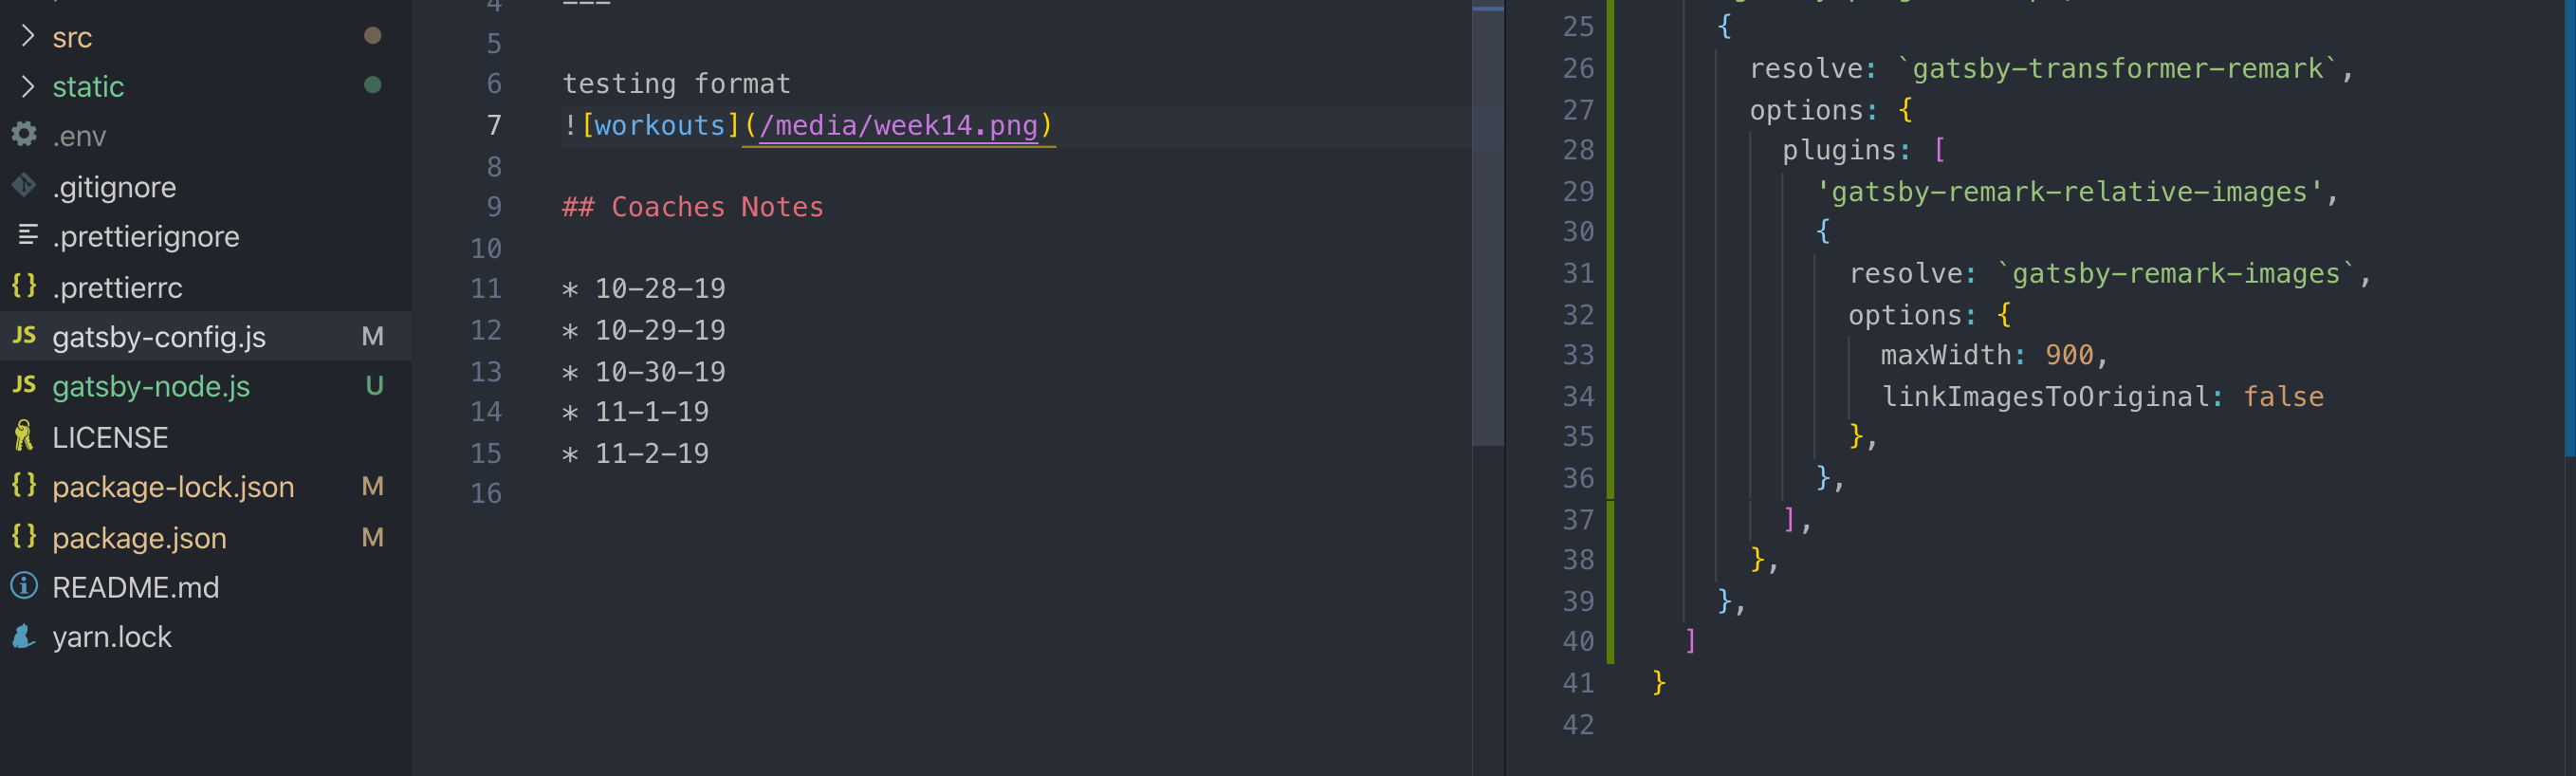 src
static
.env
.gitignore
.prettierignore
.prettierrc
gatsby-config.js M
gatsby-node.js U
LICENSE
package-lock.json M
package.json M
README.md
yarn.lock
4 ---
5
6 testing format
7 ![workouts](/media/week14.png)
8
9 ## Coaches Notes
10
11 * 10-28-19
12 * 10-29-19
13 * 10-30-19
14 * 11-1-19
15 * 11-2-19
16
25 {
26 resolve: `gatsby-transformer-remark`,
27 options: {
28 plugins: [
29 'gatsby-remark-relative-images',
30 {
31 resolve: `gatsby-remark-images`,
32 options: {
33 maxWidth: 900,
34 linkImagesToOriginal: false
35 },
36 },
37 ],
38 },
39 },
40 ]
41 }
42